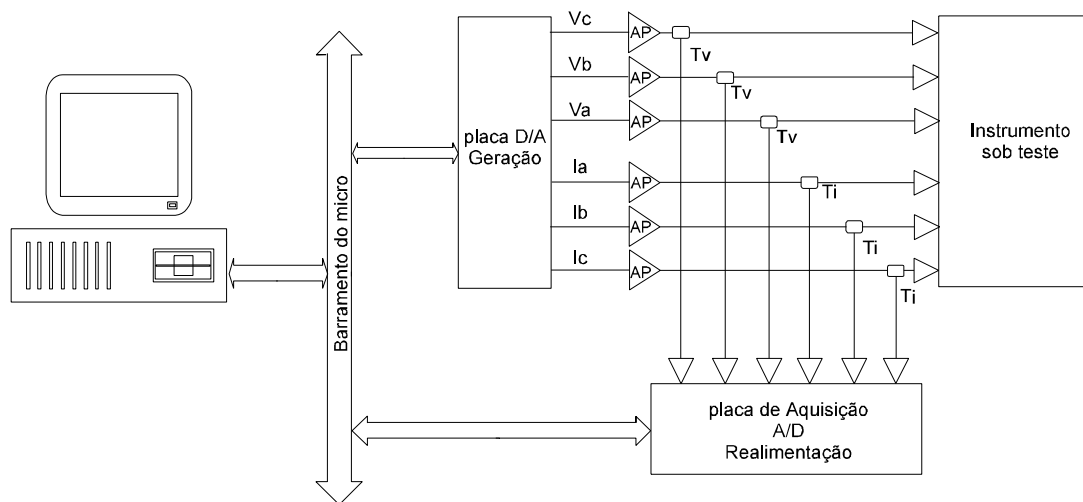 Vc
AP
Tv
Vb
AP
Tv
Va
AP
Tv
placa D/A
Geração
Ia
AP
Ti
Ib
AP
Ti
Ic
AP
Ti
Instrumento
sob teste
Barramento do micro
placa de Aquisição
A/D
Realimentação